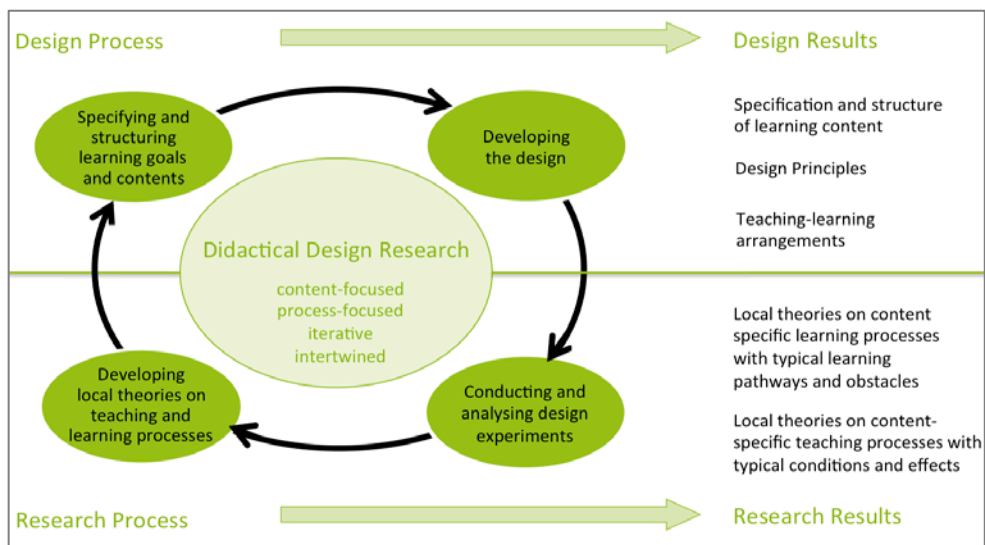 Design Process
Design Results
Specifying and
structuring
learning goals
and contents
Developing
the design
Specification and structure
of learning content
Design Principles
Teaching-learning
arrangements
Didactical Design Research
content-focused
process-focused
iterative
intertwined
Developing
local theories on
teaching and
learning processes
Conducting and
analysing design
experiments
Local theories on content
specific learning processes
with typical learning
pathways and obstacles
Local theories on content-
specific teaching processes with
typical conditions and effects
Research Process
Research Results